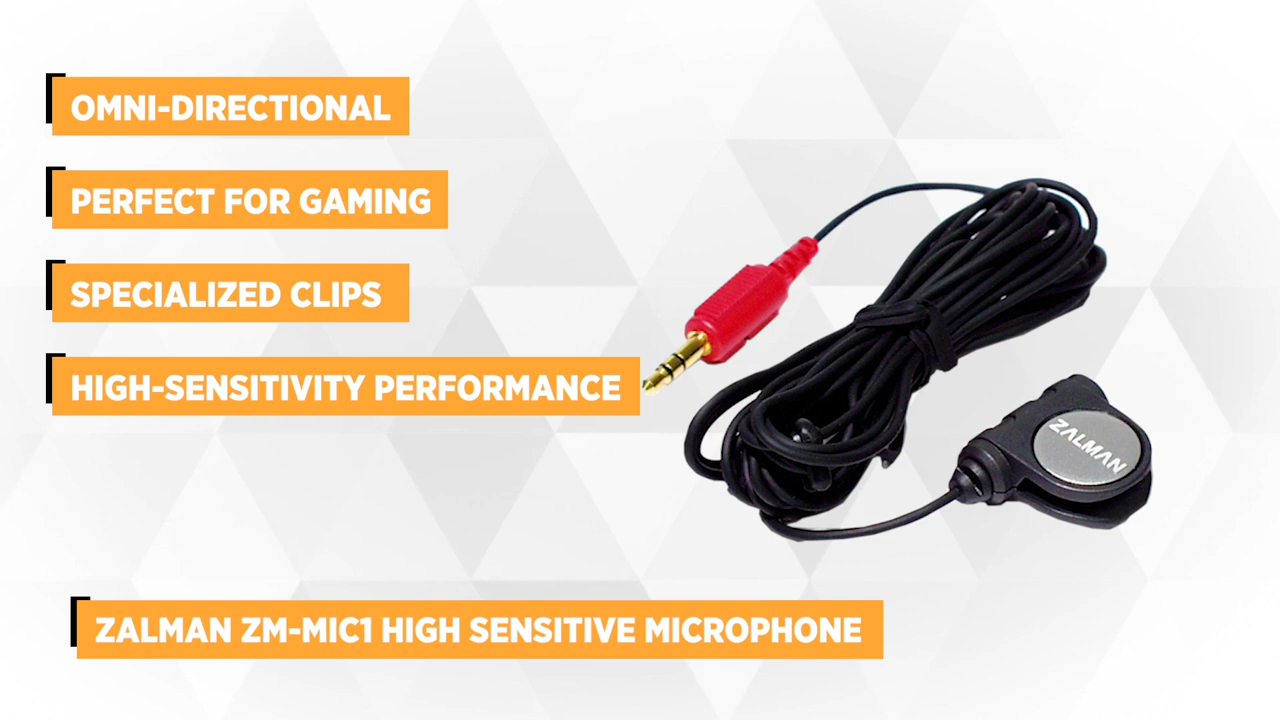 OMNI-DIRECTIONAL
PERFECT FOR GAMING
SPECIALIZED CLIPS
HIGH-SENSITIVITY PERFORMANCE
ZALMAN
ZALMAN ZM-MIC1 HIGH SENSITIVE MICROPHONE